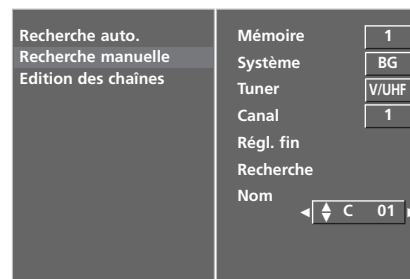 Recherche auto.
Recherche manuelle
Edition des chaînes
Mémoire 1
Système BG
Tuner V/UHF
Canal 1
Régl. fin
Recherche
Nom
C 01